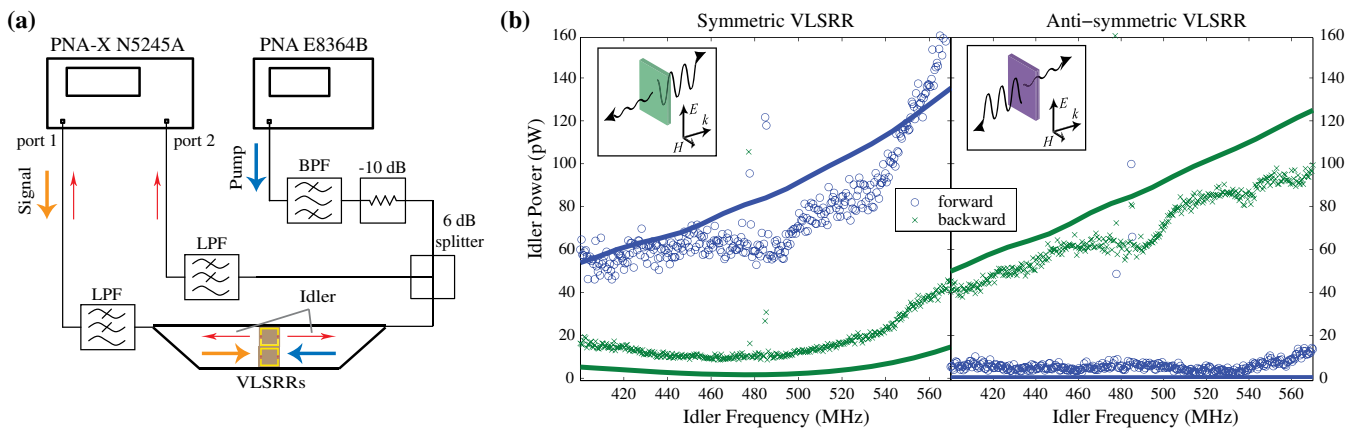 (a)
PNA-X N5245A
PNA E8364B
port 1
port 2
Signal
Pump
BPF
-10 dB
6 dB
splitter
LPF
LPF
Idler
VLSRRs
(b)
Symmetric VLSRR
Anti-symmetric VLSRR
Idler Power (pW)
160
140
120
100
80
60
40
20
0
E
k
H
E
k
H
forward
backward
160
140
120
100
80
60
40
20
0
420 440 460 480 500 520 540 560
420 440 460 480 500 520 540 560
Idler Frequency (MHz)
Idler Frequency (MHz)